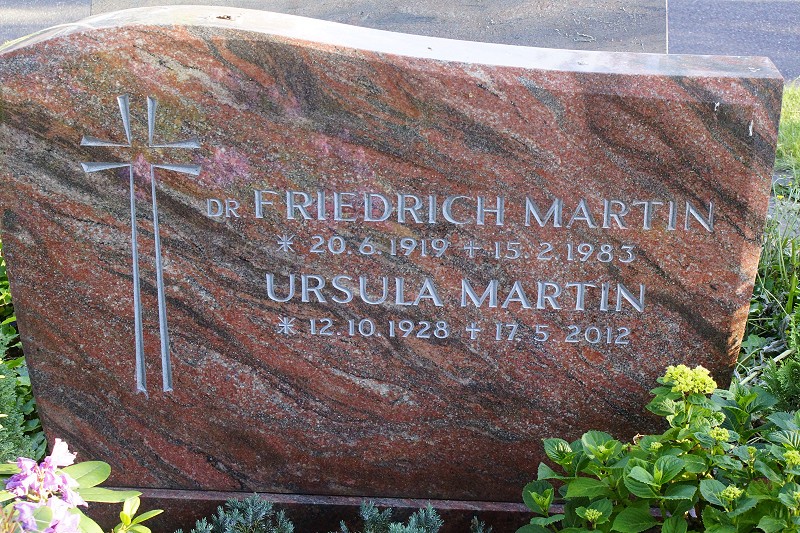 DR FRIEDRICH MARTIN
* 20.6.1919 + 15.2.1983
URSULA MARTIN
* 12.10.1928 + 17.5.2012